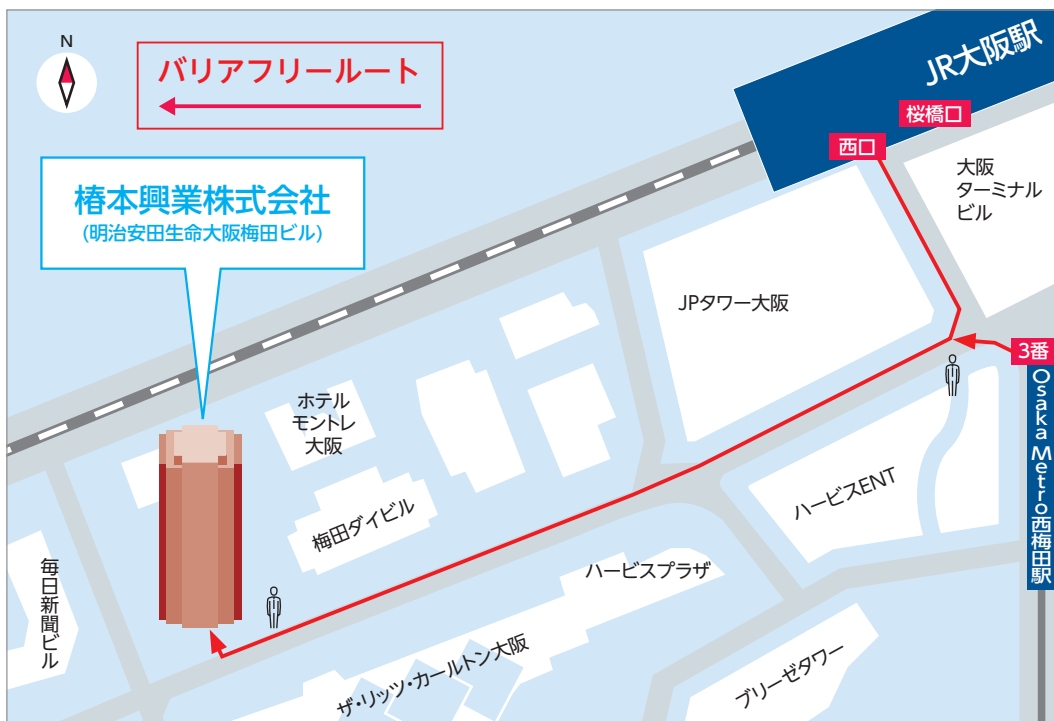 N
バリアフリールート
椿本興業株式会社
(明治安田生命大阪梅田ビル)
JR大阪駅
桜橋口
西口
大阪
ターミナル
ビル
JPタワー大阪
3番
Osaka Metro西梅田駅
ホテル
モントレ
大阪
梅田ダイビル
ハービスENT
ハービスプラザ
毎日新聞ビル
ザ・リッツ・カールトン大阪
ブリーゼタワー